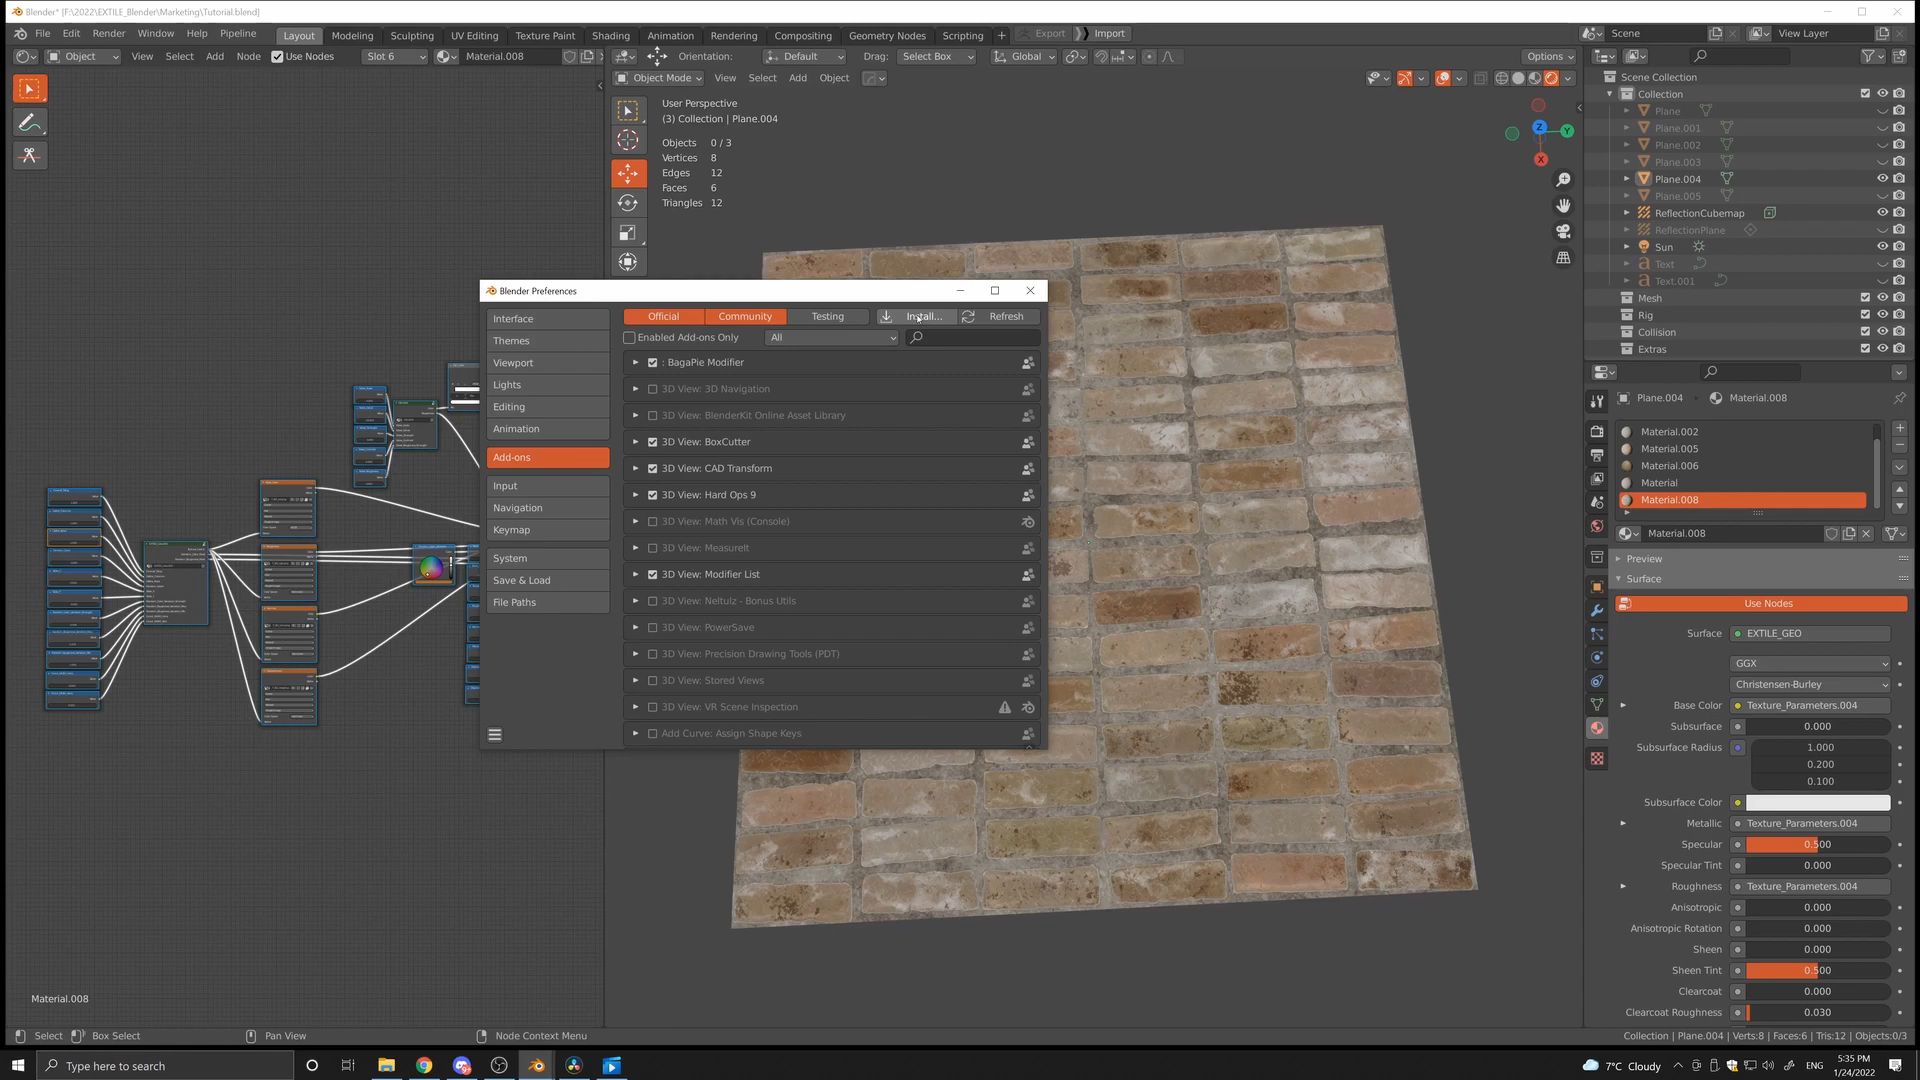 Blender* [F:\2022\EXTILE_Blender\Marketing\Tutorial.blend]
File Edit Render Window Help Pipeline Layout Modeling Sculpting UV Editing Texture Paint Shading Animation Rendering Compositing Geometry Nodes Scripting + Export Import Scene View Layer
Object View Select Add Node Use Nodes Slot 6 Material.008 Orientation: Default Drag: Select Box Global Options
Object Mode View Select Add Object
User Perspective
(3) Collection | Plane.004
Objects 0 / 3
Vertices 8
Edges 12
Faces 6
Triangles 12
Z
Y
X
Scene Collection
Collection
Plane
Plane.001
Plane.002
Plane.003
Plane.004
Plane.005
ReflectionCubemap
ReflectionPlane
Sun
Text
Text.001
Mesh
Rig
Collision
Extras
Blender Preferences
Interface
Themes
Viewport
Lights
Editing
Animation
Add-ons
Input
Navigation
Keymap
System
Save & Load
File Paths
Official Community Testing Install... Refresh
Enabled Add-ons Only All
: BagaPie Modifier
3D View: 3D Navigation
3D View: BlenderKit Online Asset Library
3D View: BoxCutter
3D View: CAD Transform
3D View: Hard Ops 9
3D View: Math Vis (Console)
3D View: MeasureIt
3D View: Modifier List
3D View: Neltulz - Bonus Utils
3D View: PowerSave
3D View: Precision Drawing Tools (PDT)
3D View: Stored Views
3D View: VR Scene Inspection
Add Curve: Assign Shape Keys
Plane.004 Material.008
Material.002
Material.005
Material.006
Material
Material.008
Material.008
Preview
Surface
Use Nodes
Surface EXTILE_GEO
GGX
Christensen-Burley
Base Color Texture_Parameters.004
Subsurface 0.000
Subsurface Radius 1.000
0.200
0.100
Subsurface Color
Metallic Texture_Parameters.004
Specular 0.500
Specular Tint 0.000
Roughness Texture_Parameters.004
Anisotropic 0.000
Anisotropic Rotation 0.000
Sheen 0.000
Sheen Tint 0.500
Clearcoat 0.000
Clearcoat Roughness 0.030
Material.008
Select Box Select Pan View Node Context Menu Collection | Plane.004 | Verts:8 | Faces:6 | Tris:12 | Objects:0/3
Type here to search
7°C Cloudy ENG 5:35 PM
1/24/2022